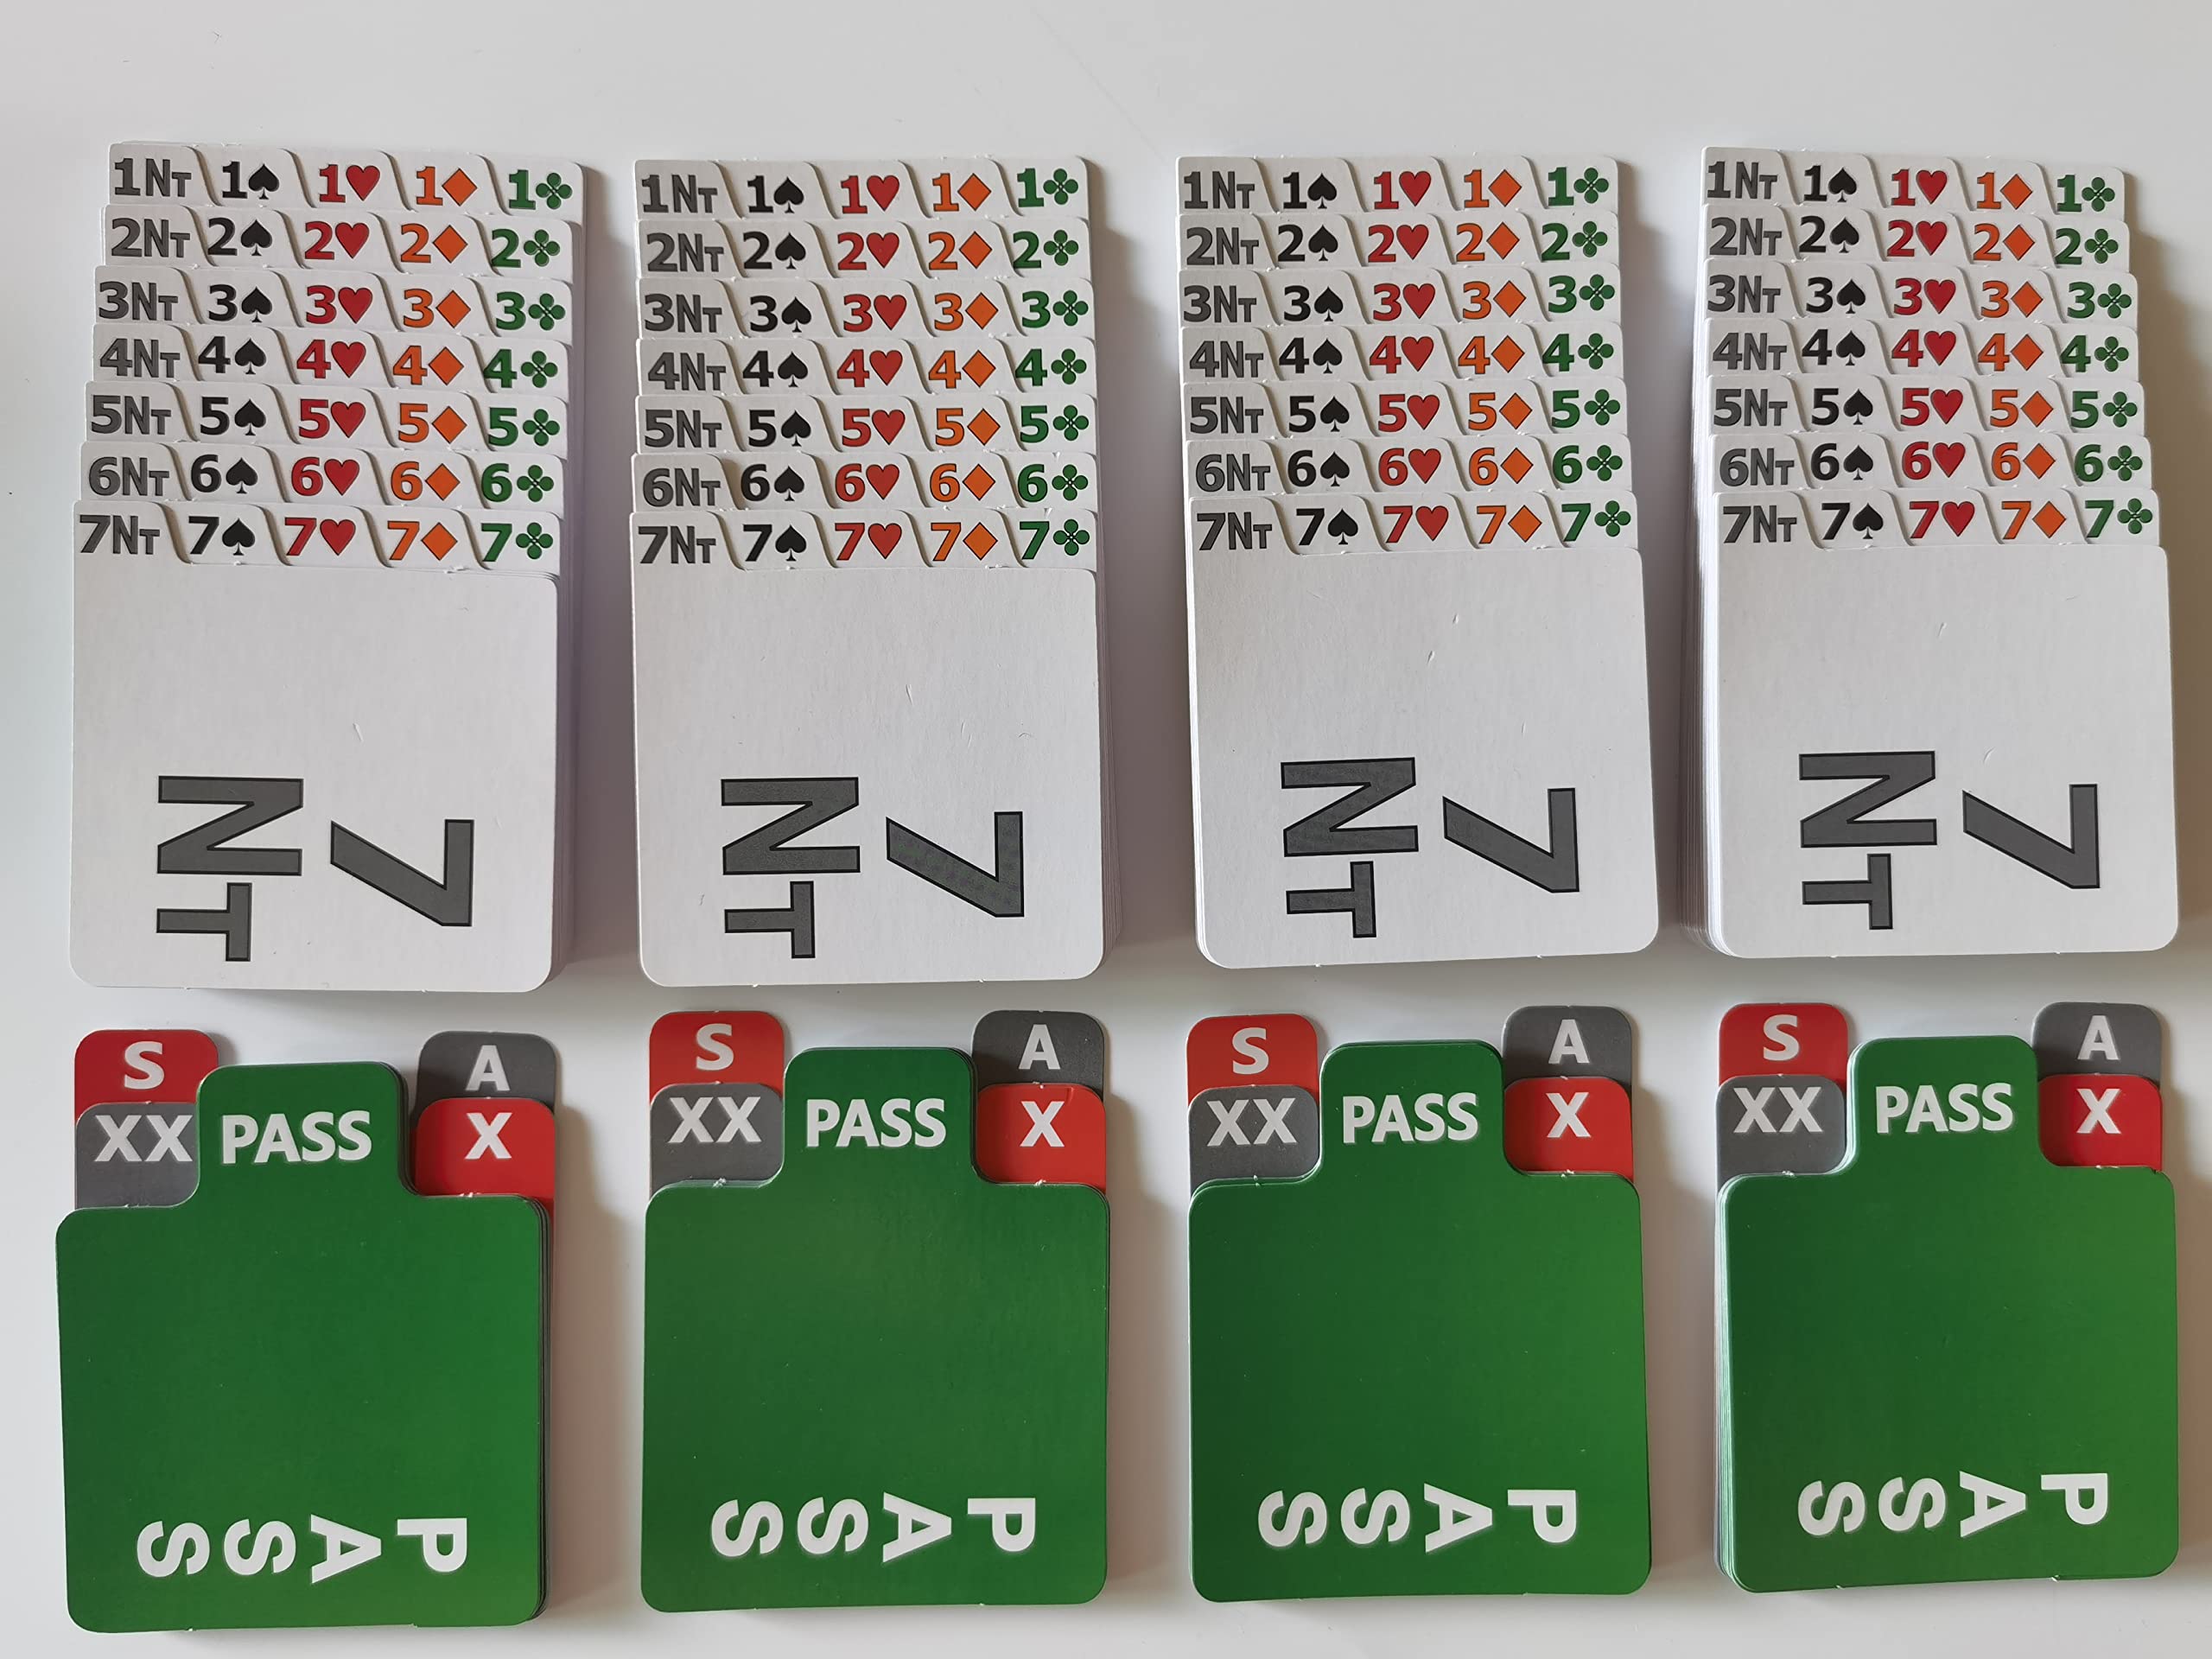 1NT 1♠ 1♥ 1♦ 1♣
2NT 2♠ 2♥ 2♦ 2♣
3NT 3♠ 3♥ 3♦ 3♣
4NT 4♠ 4♥ 4♦ 4♣
5NT 5♠ 5♥ 5♦ 5♣
6NT 6♠ 6♥ 6♦ 6♣
7NT 7♠ 7♥ 7♦ 7♣
7
NT
1NT 1♠ 1♥ 1♦ 1♣
2NT 2♠ 2♥ 2♦ 2♣
3NT 3♠ 3♥ 3♦ 3♣
4NT 4♠ 4♥ 4♦ 4♣
5NT 5♠ 5♥ 5♦ 5♣
6NT 6♠ 6♥ 6♦ 6♣
7NT 7♠ 7♥ 7♦ 7♣
7
NT
1NT 1♠ 1♥ 1♦ 1♣
2NT 2♠ 2♥ 2♦ 2♣
3NT 3♠ 3♥ 3♦ 3♣
4NT 4♠ 4♥ 4♦ 4♣
5NT 5♠ 5♥ 5♦ 5♣
6NT 6♠ 6♥ 6♦ 6♣
7NT 7♠ 7♥ 7♦ 7♣
7
NT
1NT 1♠ 1♥ 1♦ 1♣
2NT 2♠ 2♥ 2♦ 2♣
3NT 3♠ 3♥ 3♦ 3♣
4NT 4♠ 4♥ 4♦ 4♣
5NT 5♠ 5♥ 5♦ 5♣
6NT 6♠ 6♥ 6♦ 6♣
7NT 7♠ 7♥ 7♦ 7♣
7
NT
S A
XX PASS X
PASS
S A
XX PASS X
PASS
S A
XX PASS X
PASS
S A
XX PASS X
PASS